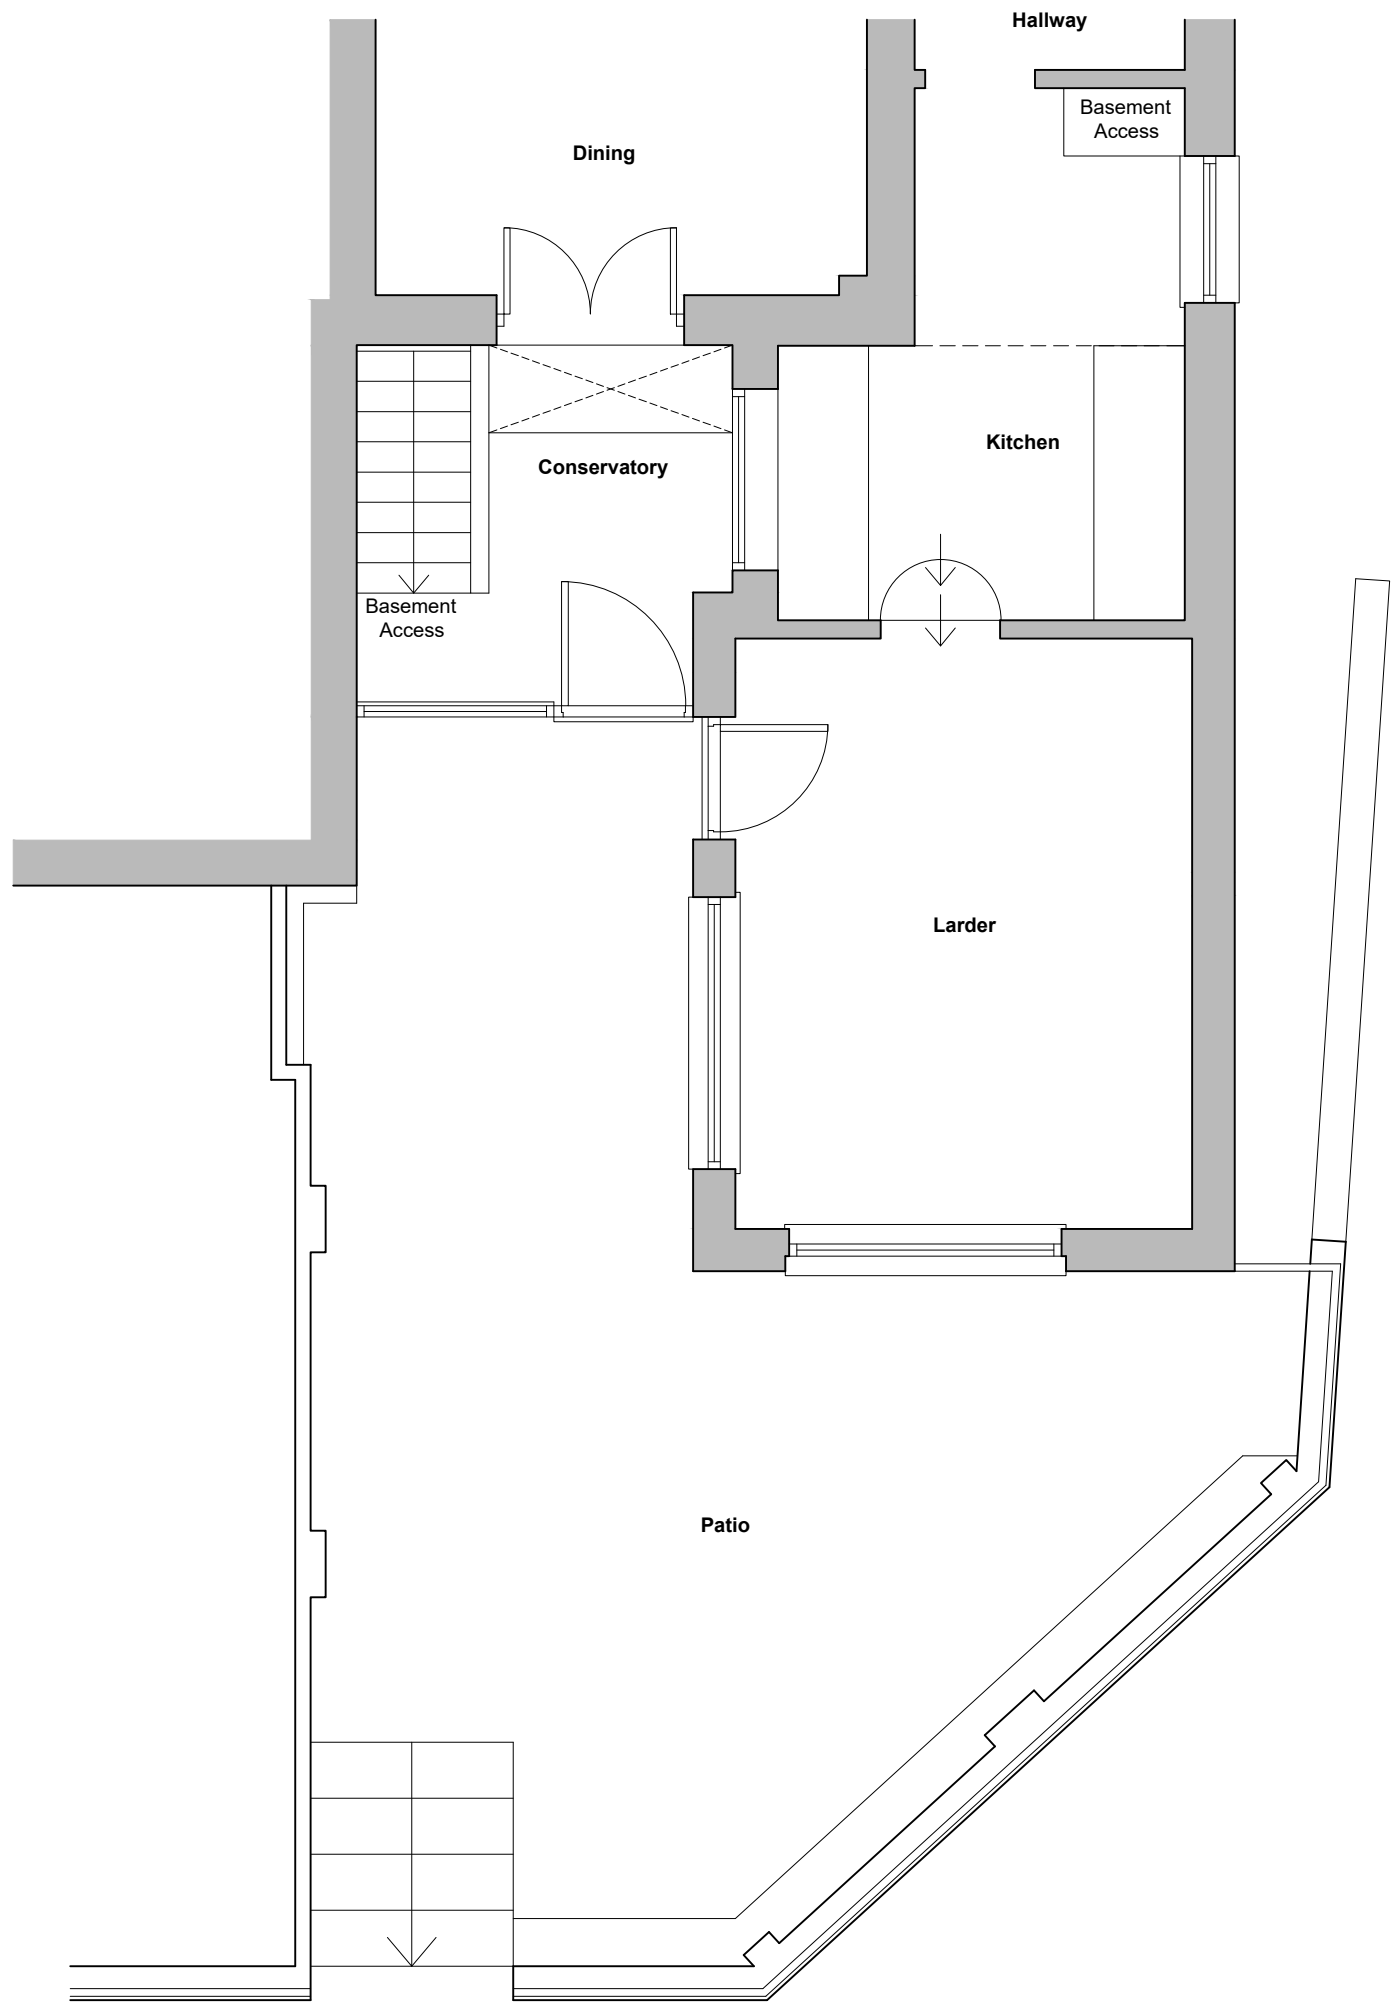 Hallway
Basement
Access
Dining
Kitchen
Conservatory
Basement
Access
Larder
Patio